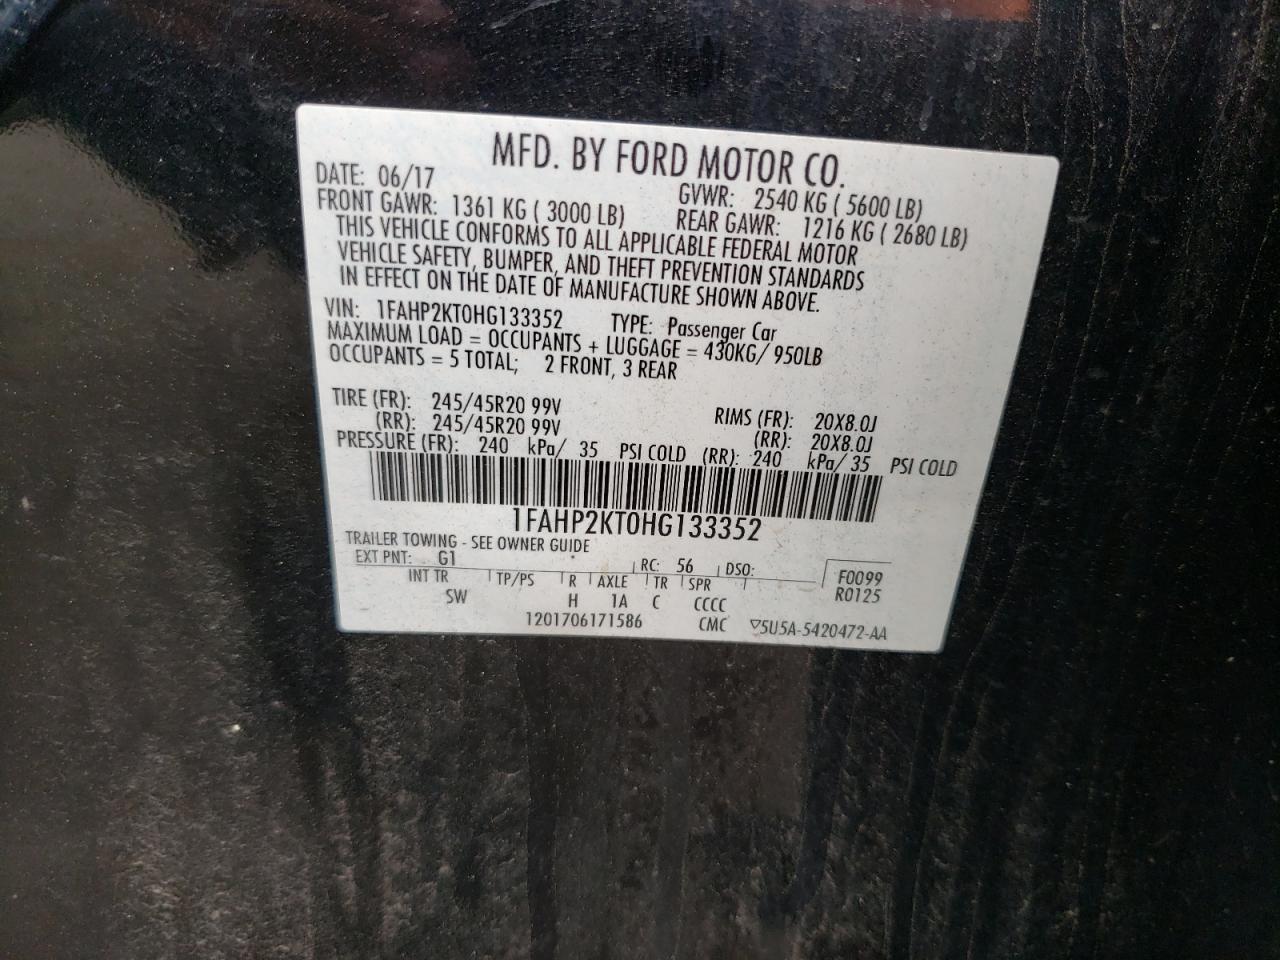 MFD. BY FORD MOTOR CO.
DATE: 06/17 GVWR: 2540 KG ( 5600 LB)
FRONT GAWR: 1361 KG ( 3000 LB) REAR GAWR: 1216 KG ( 2680 LB)
THIS VEHICLE CONFORMS TO ALL APPLICABLE FEDERAL MOTOR
VEHICLE SAFETY, BUMPER, AND THEFT PREVENTION STANDARDS
IN EFFECT ON THE DATE OF MANUFACTURE SHOWN ABOVE.
VIN: 1FAHP2KT0HG133352 TYPE: Passenger Car
MAXIMUM LOAD = OCCUPANTS + LUGGAGE = 430KG/ 950LB
OCCUPANTS = 5 TOTAL; 2 FRONT, 3 REAR
TIRE (FR): 245/45R20 99V RIMS (FR): 20X8.0J
(RR): 245/45R20 99V (RR): 20X8.0J
PRESSURE (FR): 240 kPa/ 35 PSI COLD (RR): 240 kPa/ 35 PSI COLD
1FAHP2KT0HG133352
TRAILER TOWING - SEE OWNER GUIDE
EXT PNT: G1 RC: 56 DSO: F0099
INT TR TP/PS R AXLE TR SPR R0125
SW H 1A C CCCC
1201706171586 CMC ▽5U5A-5420472-AA